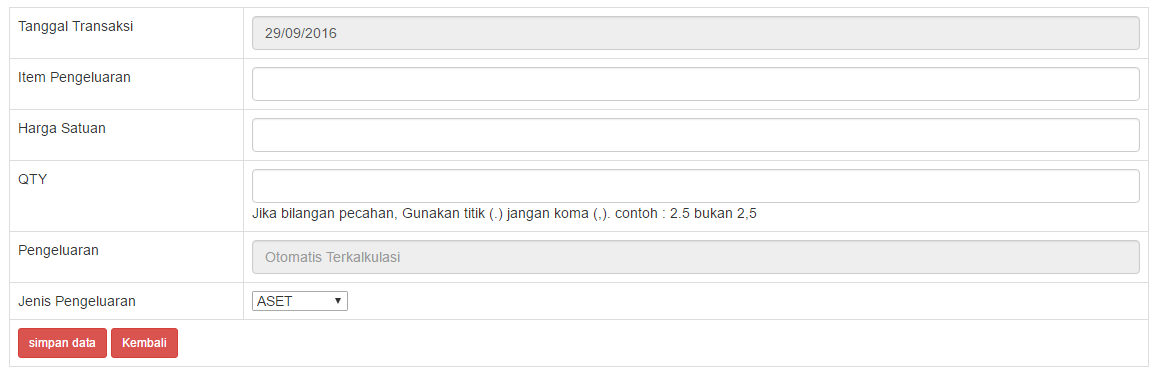 Tanggal Transaksi
29/09/2016
Item Pengeluaran
Harga Satuan
QTY
Jika bilangan pecahan, Gunakan titik (.) jangan koma (,). contoh : 2.5 bukan 2,5
Pengeluaran
Otomatis Terkalkulasi
Jenis Pengeluaran
ASET
simpan data
Kembali